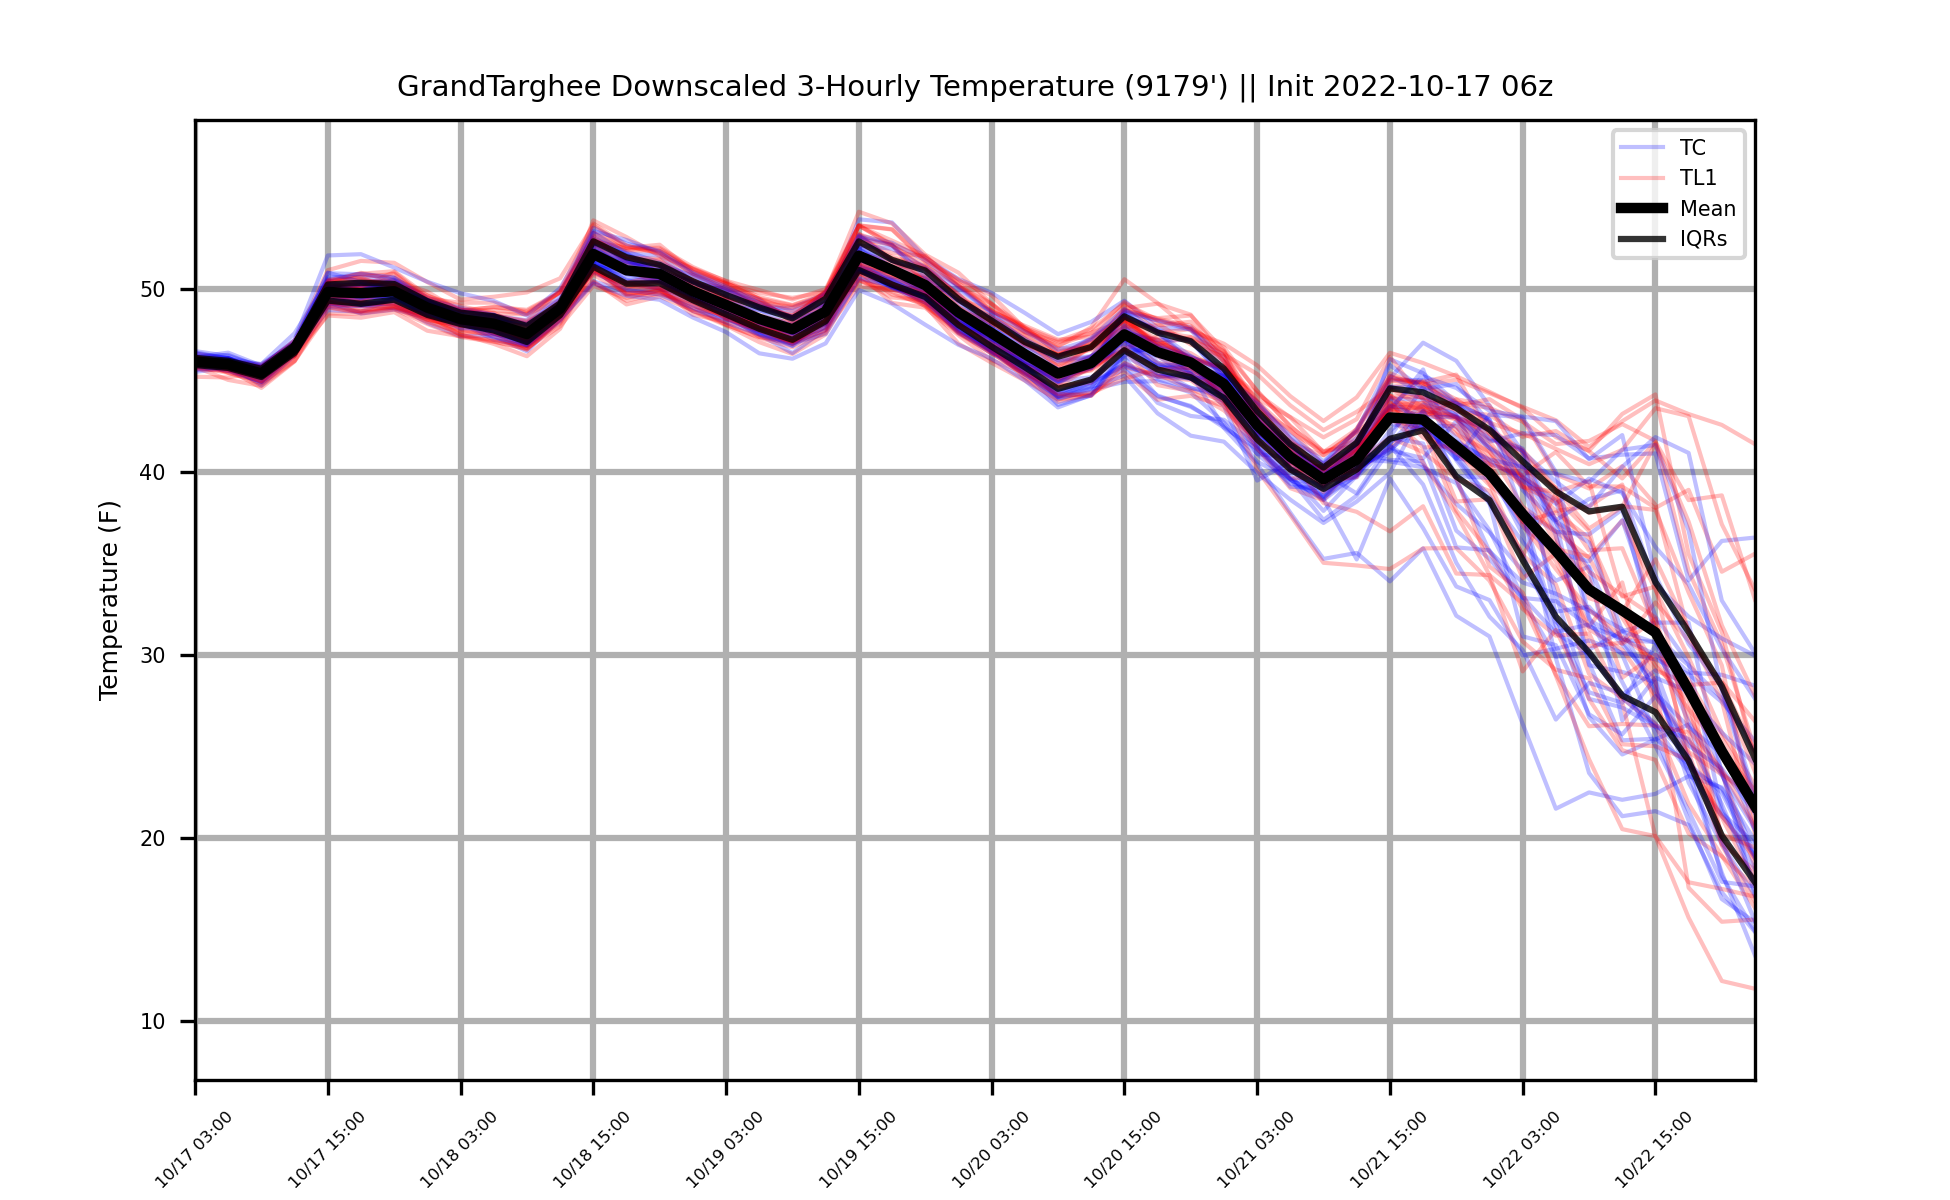 GrandTarghee Downscaled 3-Hourly Temperature (9179') || Init 2022-10-17 06z
TC
TL1
Mean
IQRs
Temperature (F)
50
40
30
20
10
10/17 03:00
10/17 15:00
10/18 03:00
10/18 15:00
10/19 03:00
10/19 15:00
10/20 03:00
10/20 15:00
10/21 03:00
10/21 15:00
10/22 03:00
10/22 15:00